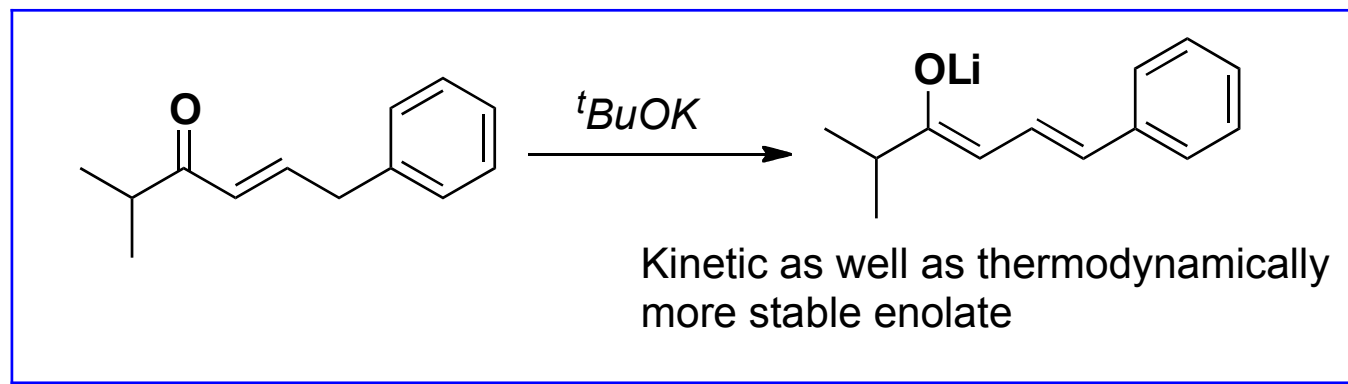 O
tBuOK
OLi
Kinetic as well as thermodynamically
more stable enolate